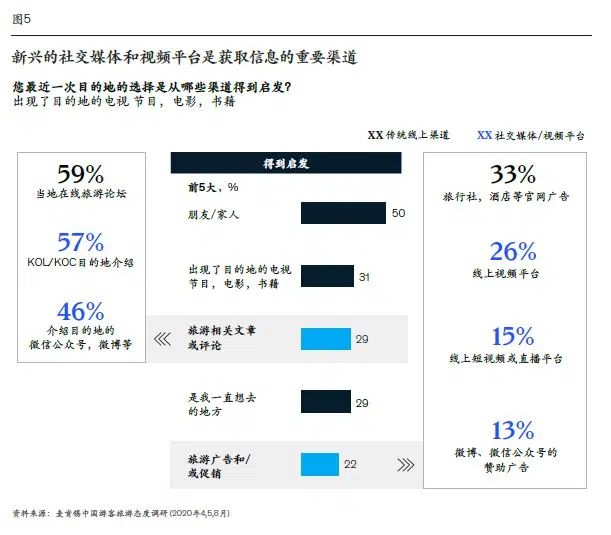 图5
新兴的社交媒体和视频平台是获取信息的重要渠道
您最近一次目的地的选择是从哪些渠道得到启发?
出现了目的地的电视 节目，电影，书籍
XX 传统线上渠道
XX 社交媒体/视频平台
59%
当地在线旅游论坛
57%
KOL/KOC目的地介绍
46%
介绍目的地的
微信公众号，微博等
得到启发
前5大，%
朋友/家人
50
出现了目的地的电视
节目，电影，书籍
31
旅游相关文章
或评论
29
是我一直想去
的地方
29
旅游广告和/
或促销
22
33%
旅行社，酒店等官网广告
26%
线上视频平台
15%
线上短视频或直播平台
13%
微博、微信公众号的
赞助广告
资料来源：麦肯锡中国游客旅游态度调研 (2020年4,5,8月)